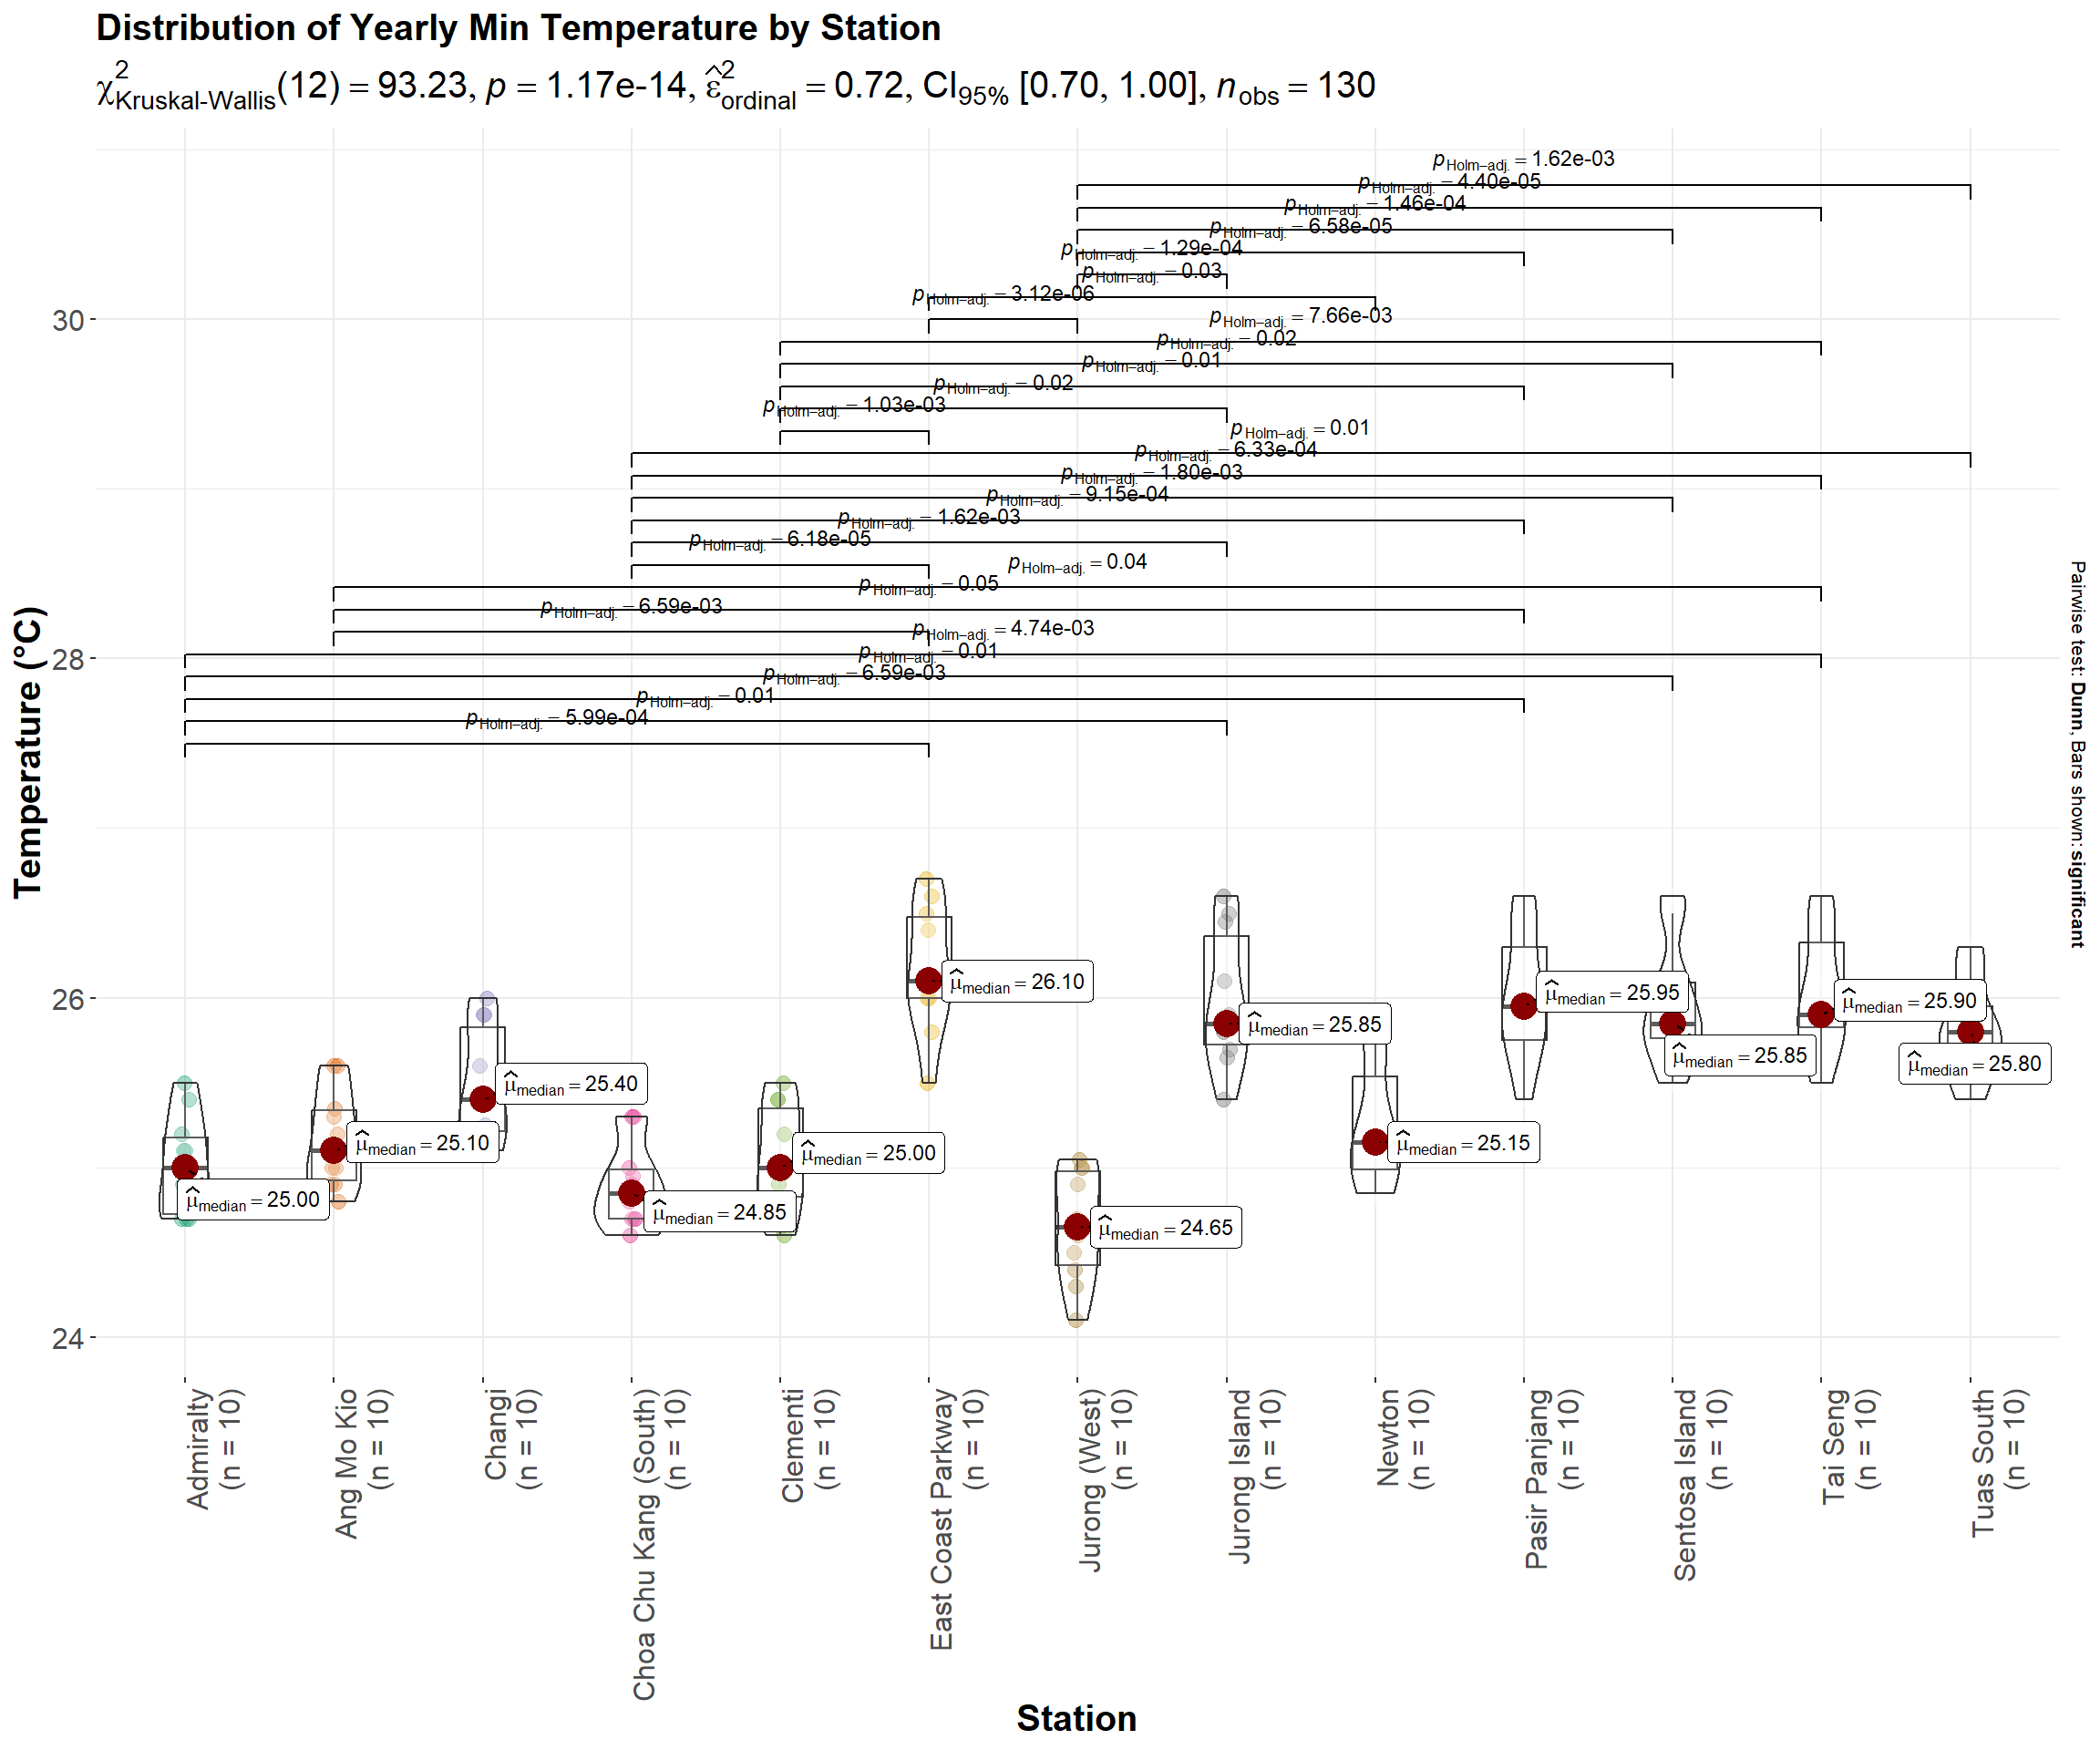 Distribution of Yearly Min Temperature by Station
χ²Kruskal-Wallis(12) = 93.23, p = 1.17e-14, ε̂²ordinal = 0.72, CI95% [0.70, 1.00], nobs = 130
pHolm–adj. = 1.62e-03
pHolm–adj. = 4.40e-05
pHolm–adj. = 1.46e-04
pHolm–adj. = 6.58e-05
pHolm–adj. = 1.29e-04
pHolm–adj. = 0.03
pHolm–adj. = 3.12e-06
pHolm–adj. = 7.66e-03
pHolm–adj. = 0.02
pHolm–adj. = 0.01
pHolm–adj. = 0.02
pHolm–adj. = 1.03e-03
pHolm–adj. = 0.01
pHolm–adj. = 6.33e-04
pHolm–adj. = 1.80e-03
pHolm–adj. = 9.15e-04
pHolm–adj. = 1.62e-03
pHolm–adj. = 6.18e-05
pHolm–adj. = 0.04
pHolm–adj. = 0.05
pHolm–adj. = 6.59e-03
pHolm–adj. = 4.74e-03
pHolm–adj. = 0.01
pHolm–adj. = 6.59e-03
pHolm–adj. = 0.01
pHolm–adj. = 5.99e-04
30
28
26
24
Temperature (°C)
μ̂median = 25.00
μ̂median = 25.10
μ̂median = 25.40
μ̂median = 24.85
μ̂median = 25.00
μ̂median = 26.10
μ̂median = 24.65
μ̂median = 25.85
μ̂median = 25.15
μ̂median = 25.95
μ̂median = 25.85
μ̂median = 25.90
μ̂median = 25.80
Pairwise test: Dunn, Bars shown: significant
Admiralty
(n = 10)
Ang Mo Kio
(n = 10)
Changi
(n = 10)
Choa Chu Kang (South)
(n = 10)
Clementi
(n = 10)
East Coast Parkway
(n = 10)
Jurong (West)
(n = 10)
Jurong Island
(n = 10)
Newton
(n = 10)
Pasir Panjang
(n = 10)
Sentosa Island
(n = 10)
Tai Seng
(n = 10)
Tuas South
(n = 10)
Station